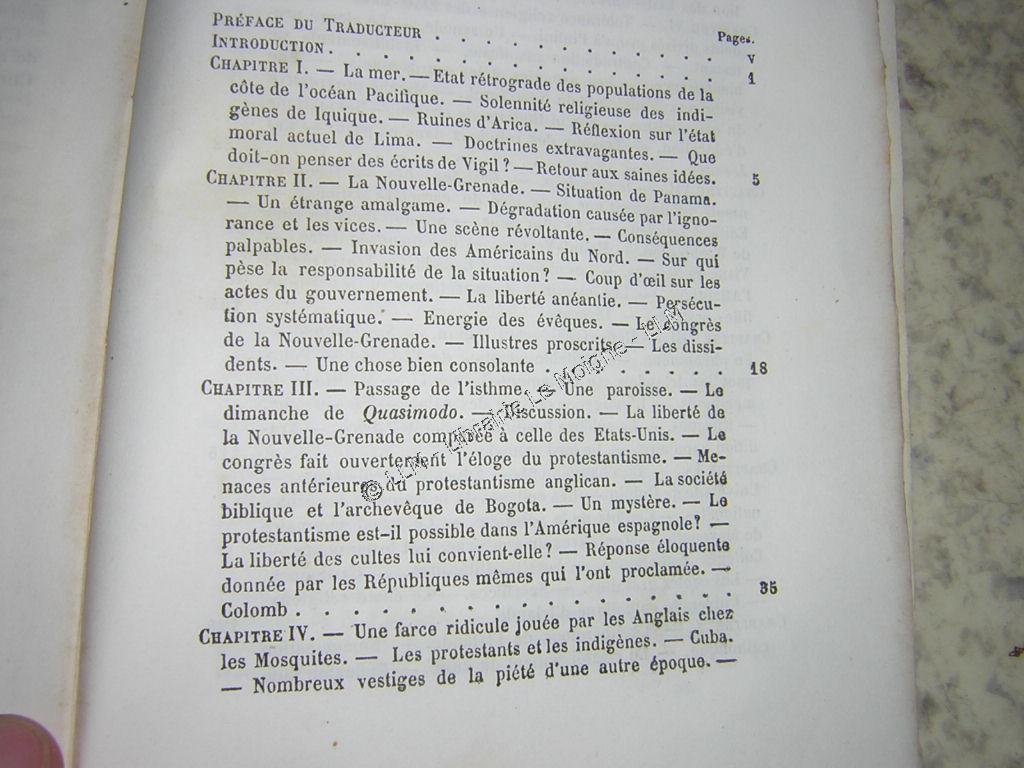 Pages.
PRÉFACE DU TRADUCTEUR . . . . . . . . . . V
INTRODUCTION . . . . . . . . . . . . . . 1
CHAPITRE I. — La mer. — Etat rétrograde des populations de la
côte de l'océan Pacifique. — Solennité religieuse des indi-
gènes de Iquique. — Ruines d'Arica. — Réflexion sur l'état
moral actuel de Lima. — Doctrines extravagantes. — Que
doit-on penser des écrits de Vigil ? — Retour aux saines idées. 5
CHAPITRE II. — La Nouvelle-Grenade. — Situation de Panama.
— Un étrange amalgame. — Dégradation causée par l'igno-
rance et les vices. — Une scène révoltante. — Conséquences
palpables. — Invasion des Américains du Nord. — Sur qui
pèse la responsabilité de la situation ? — Coup d'œil sur les
actes du gouvernement. — La liberté anéantie. — Persécu-
tion systématique. — Energie des évêques. — Le congrès
de la Nouvelle-Grenade. — Illustres proscrits. — Les dissi-
dents. — Une chose bien consolante . . . . . . . . 18
CHAPITRE III. — Passage de l'isthme. — Une paroisse. — Le
dimanche de Quasimodo. — Discussion. — La liberté de
la Nouvelle-Grenade comparée à celle des Etats-Unis. — Le
congrès fait ouvertement l'éloge du protestantisme. — Me-
naces antérieures du protestantisme anglican. — La société
biblique et l'archevêque de Bogota. — Un mystère. — Le
protestantisme est-il possible dans l'Amérique espagnole ? —
La liberté des cultes lui convient-elle ? — Réponse éloquente
donnée par les Républiques mêmes qui l'ont proclamée. —
Colomb . . . . . . . . . . . . . . . . 35
CHAPITRE IV. — Une farce ridicule jouée par les Anglais chez
les Mosquites. — Les protestants et les indigènes. — Cuba.
— Nombreux vestiges de la piété d'une autre époque. —
© LLM - Librairie Le Moigne - LLM